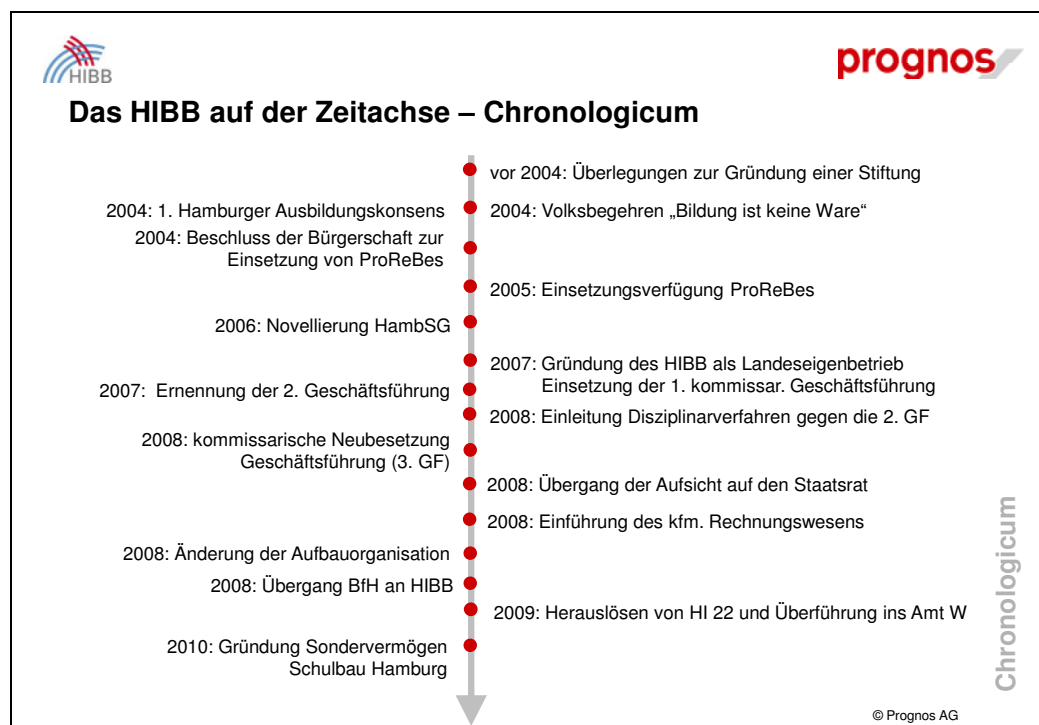 HIBB
prognos
Das HIBB auf der Zeitachse – Chronologicum
vor 2004: Überlegungen zur Gründung einer Stiftung
2004: 1. Hamburger Ausbildungskonsens
2004: Volksbegehren „Bildung ist keine Ware“
2004: Beschluss der Bürgerschaft zur
Einsetzung von ProReBes
2005: Einsetzungsverfügung ProReBes
2006: Novellierung HambSG
2007: Gründung des HIBB als Landeseigenbetrieb
Einsetzung der 1. kommissar. Geschäftsführung
2007: Ernennung der 2. Geschäftsführung
2008: Einleitung Disziplinarverfahren gegen die 2. GF
2008: kommissarische Neubesetzung
Geschäftsführung (3. GF)
2008: Übergang der Aufsicht auf den Staatsrat
2008: Einführung des kfm. Rechnungswesens
2008: Änderung der Aufbauorganisation
2008: Übergang BfH an HIBB
2009: Herauslösen von HI 22 und Überführung ins Amt W
2010: Gründung Sondervermögen
Schulbau Hamburg
Chronologicum
© Prognos AG